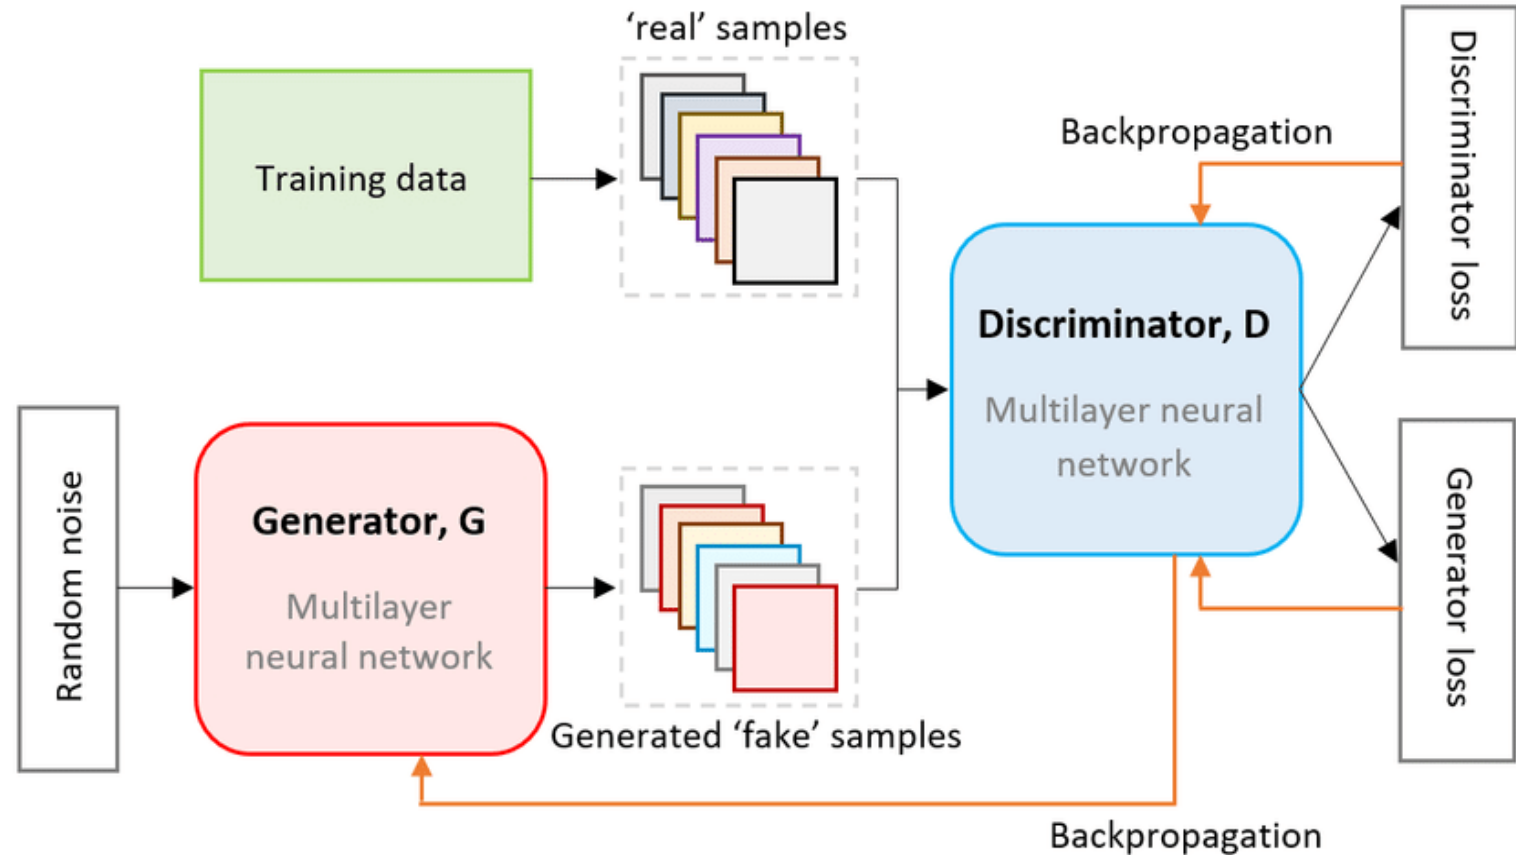 ‘real’ samples
Training data
Backpropagation
Discriminator loss
Discriminator, D
Multilayer neural
network
Random noise
Generator, G
Multilayer
neural network
Generated ‘fake’ samples
Generator loss
Backpropagation